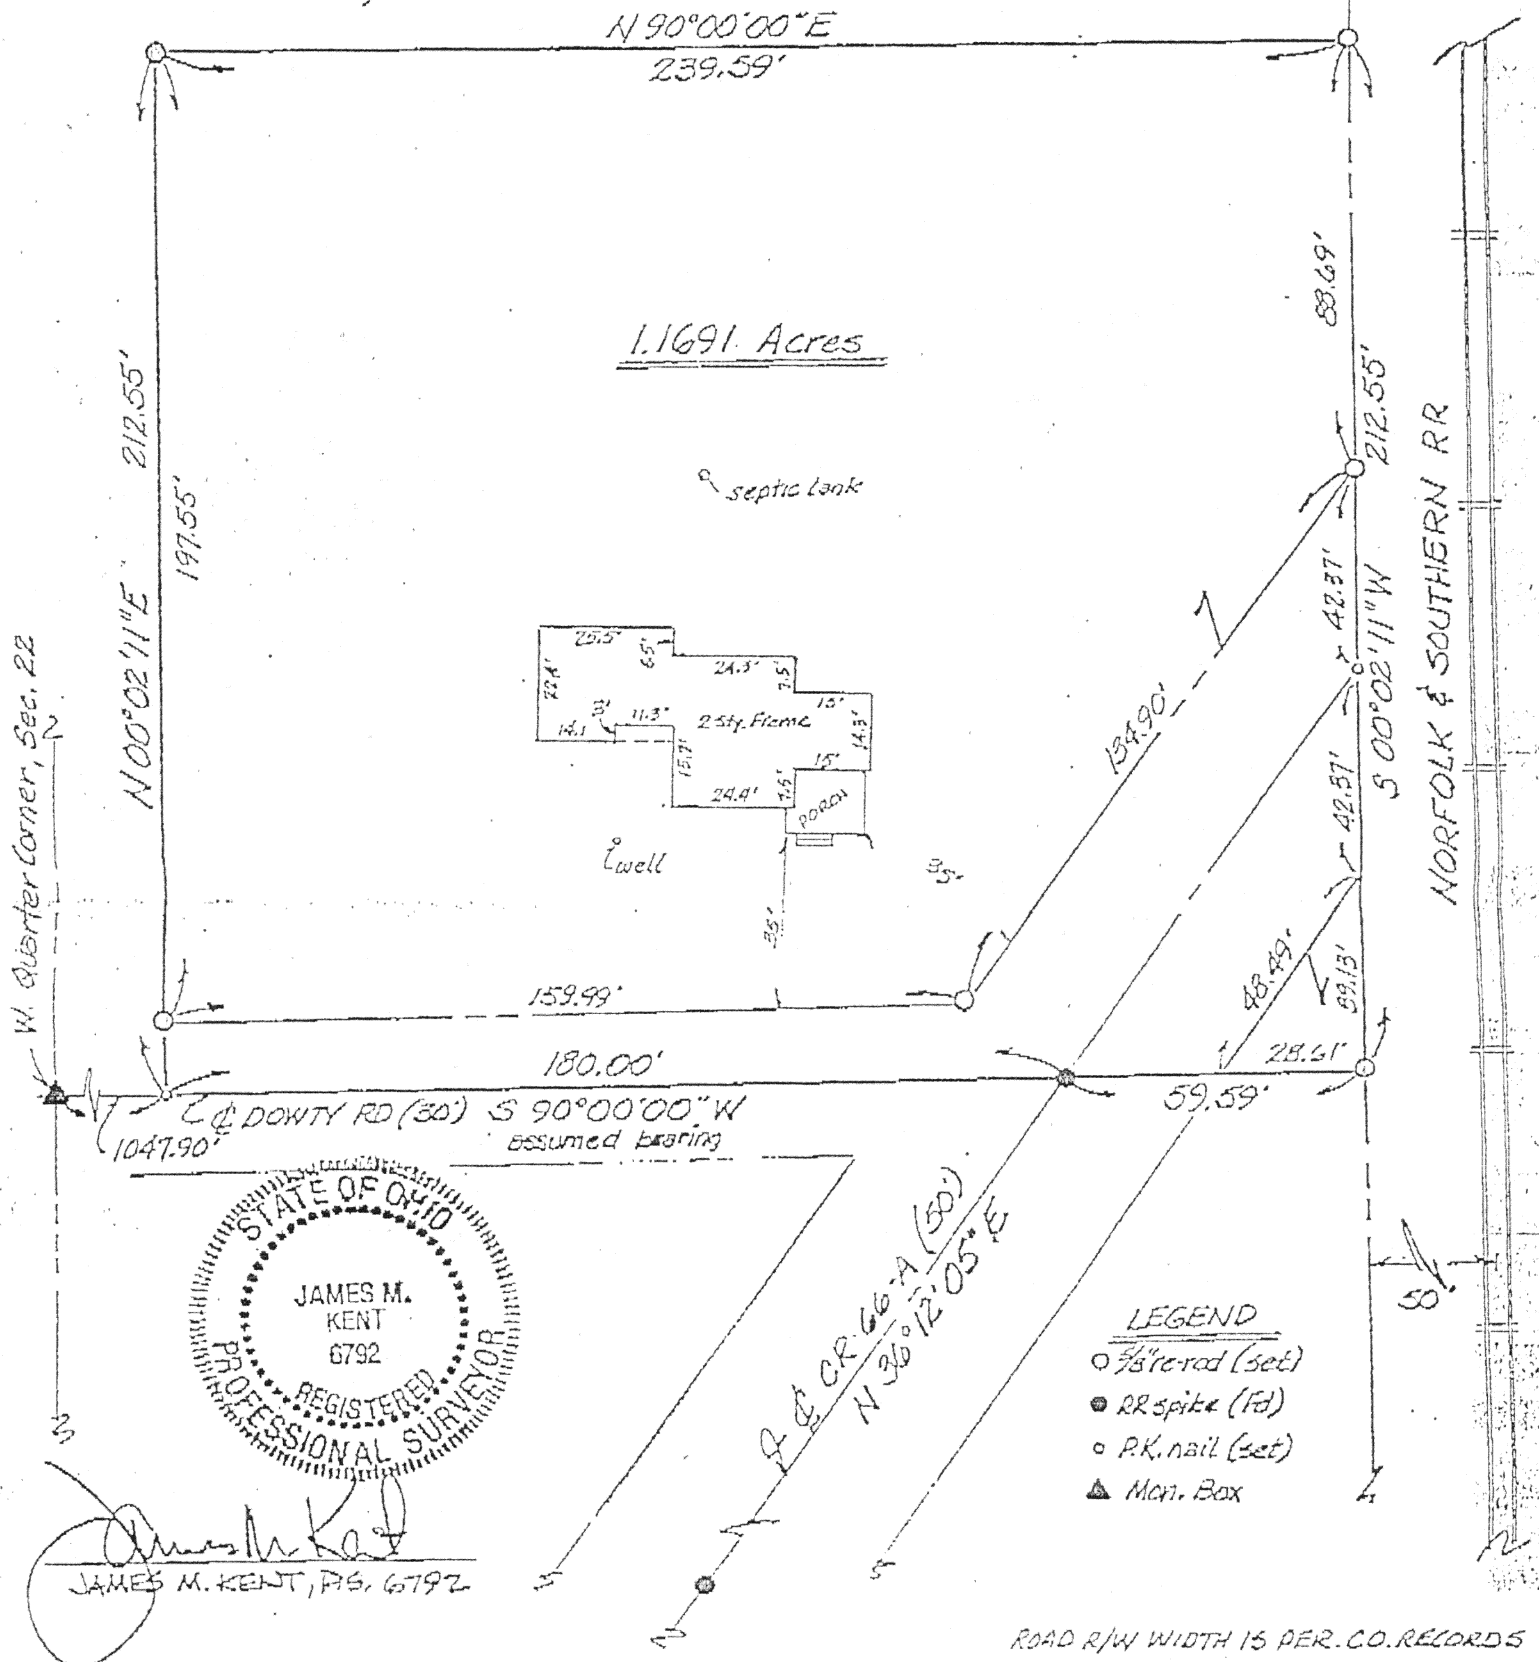 N 90°00'00"E
239.59'
88.69'
1.1691 Acres
212.55'
212.55'
197.55'
N 00°02'11"E
septic tank
NORFOLK & SOUTHERN RR
42.37'
S 00°02'11"W
42.37'
134.90'
25.5'
6.5'
24.3'
7.5'
15'
22.4'
3'
11.3'
2 Sty. Frame
14.3'
14.1
15.7'
15'
24.4'
7.5'
PORCH
W. Quarter Corner, Sec. 22
well
35'
35'
48.49'
39.13'
159.99'
180.00'
28.61'
59.59'
℄ DOWTY RD (30') S 90°00'00"W
assumed bearing
1047.90'
STATE OF OHIO
JAMES M.
KENT
6792
REGISTERED
PROFESSIONAL SURVEYOR
℄ CR. 66-A (50')
N 36°12'05"E
50'
LEGEND
5/8" re-rod (set)
RR spike (Fd)
P.K. nail (set)
Mon. Box
James M. Kent
JAMES M. KENT, P.S. 6792
ROAD R/W WIDTH IS PER. CO. RECORDS